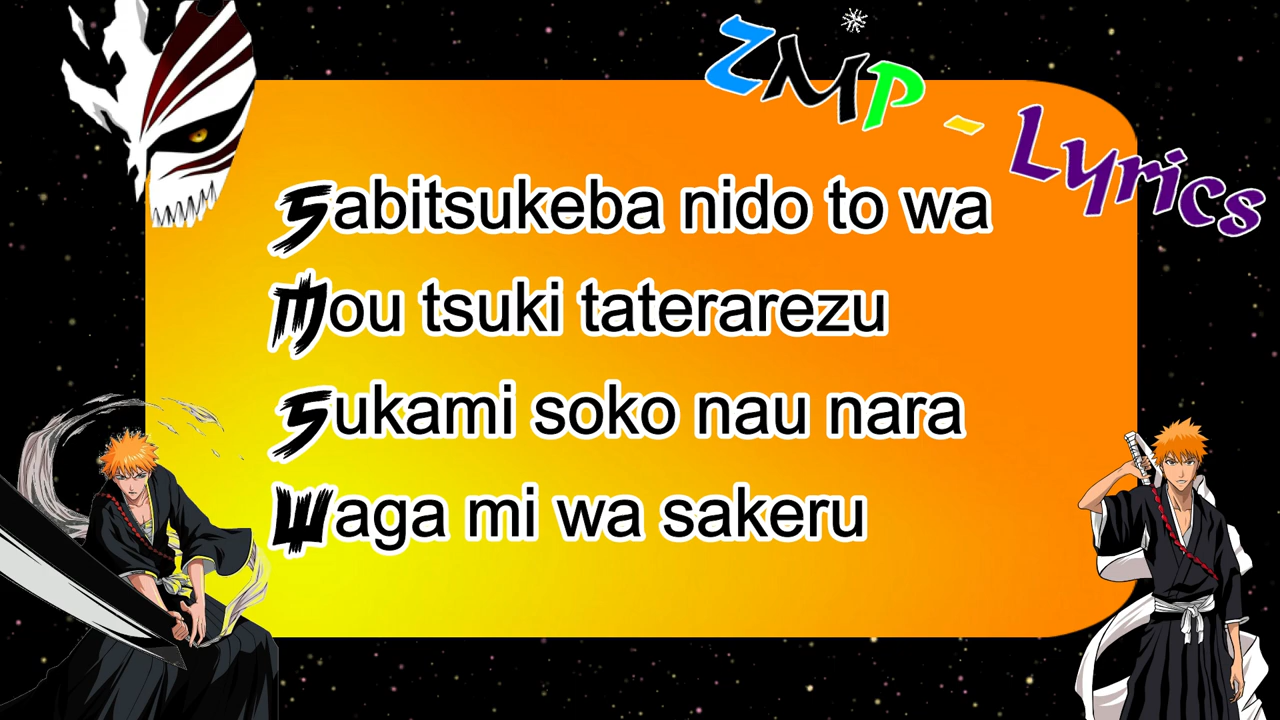 ZMP - Lyrics
Sabitsukeba nido to wa
Mou tsuki taterarezu
Sukami soko nau nara
Waga mi wa sakeru